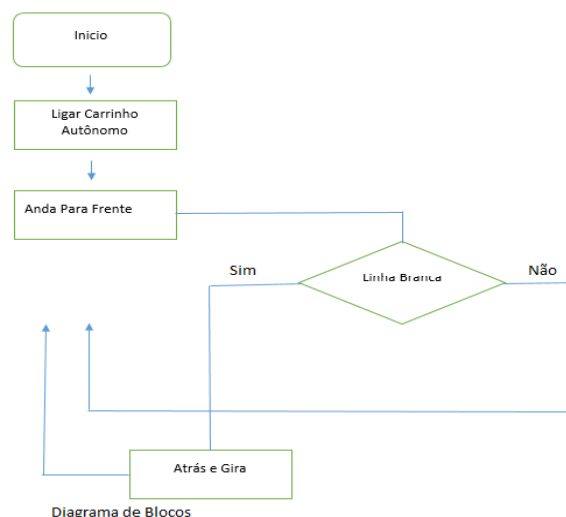 Inicio
Ligar Carrinho
Autônomo
Anda Para Frente
Sim
Linha Branca
Não
Atrás e Gira
Diagrama de Blocos